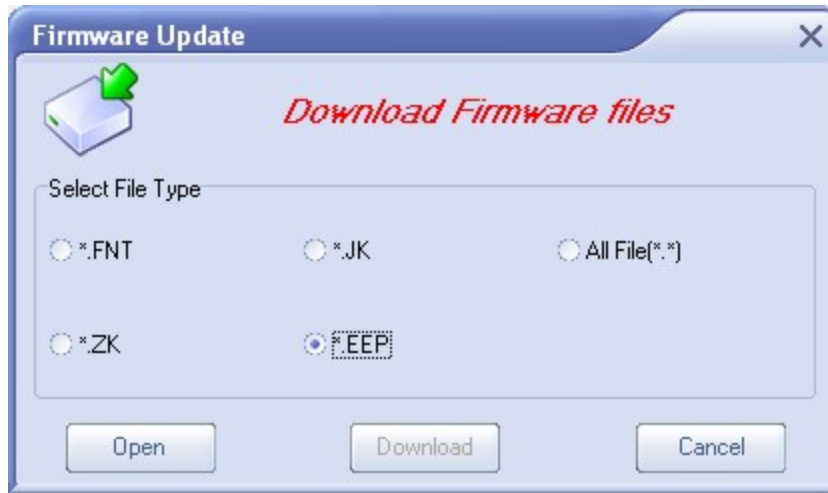 Firmware Update
Download Firmware files
Select File Type
*.FNT *.JK All File(*.*)
*.ZK *.EEP
Open Download Cancel